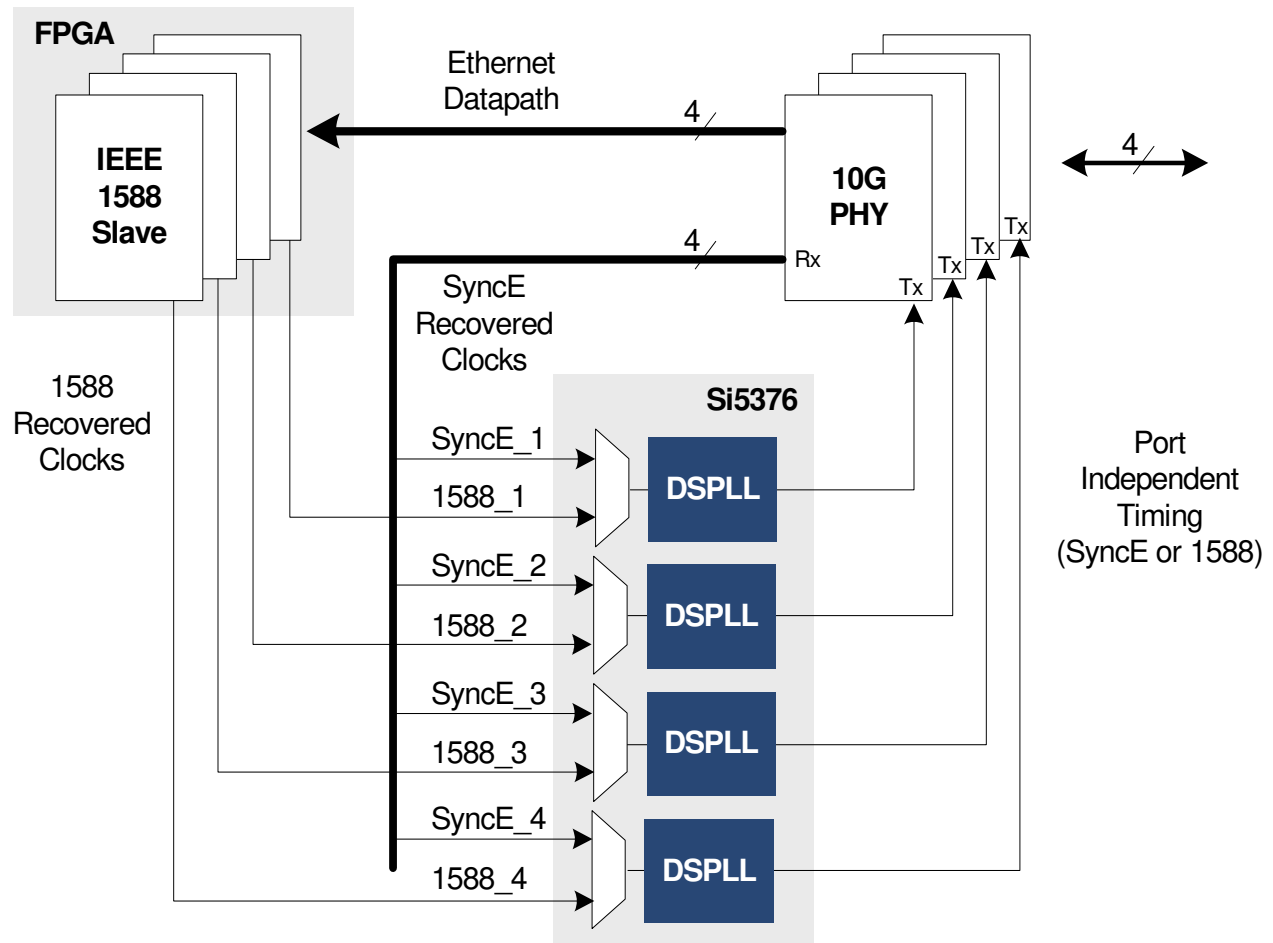 FPGA
IEEE
1588
Slave
Ethernet
Datapath
4
10G
PHY
4
4
Rx
Tx
Tx
Tx
Tx
SyncE
Recovered
Clocks
1588
Recovered
Clocks
Si5376
SyncE_1
1588_1
DSPLL
SyncE_2
1588_2
DSPLL
SyncE_3
1588_3
DSPLL
SyncE_4
1588_4
DSPLL
Port
Independent
Timing
(SyncE or 1588)